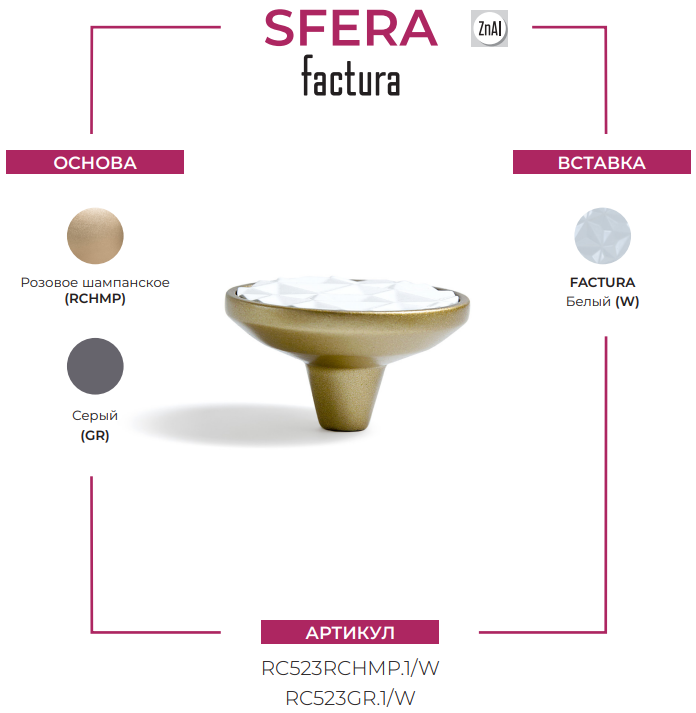 SFERA
ZnAl
factura
ОСНОВА
ВСТАВКА
Розовое шампанское
(RCHMP)
Серый
(GR)
FACTURA
Белый (W)
АРТИКУЛ
RC523RCHMP.1/W
RC523GR.1/W